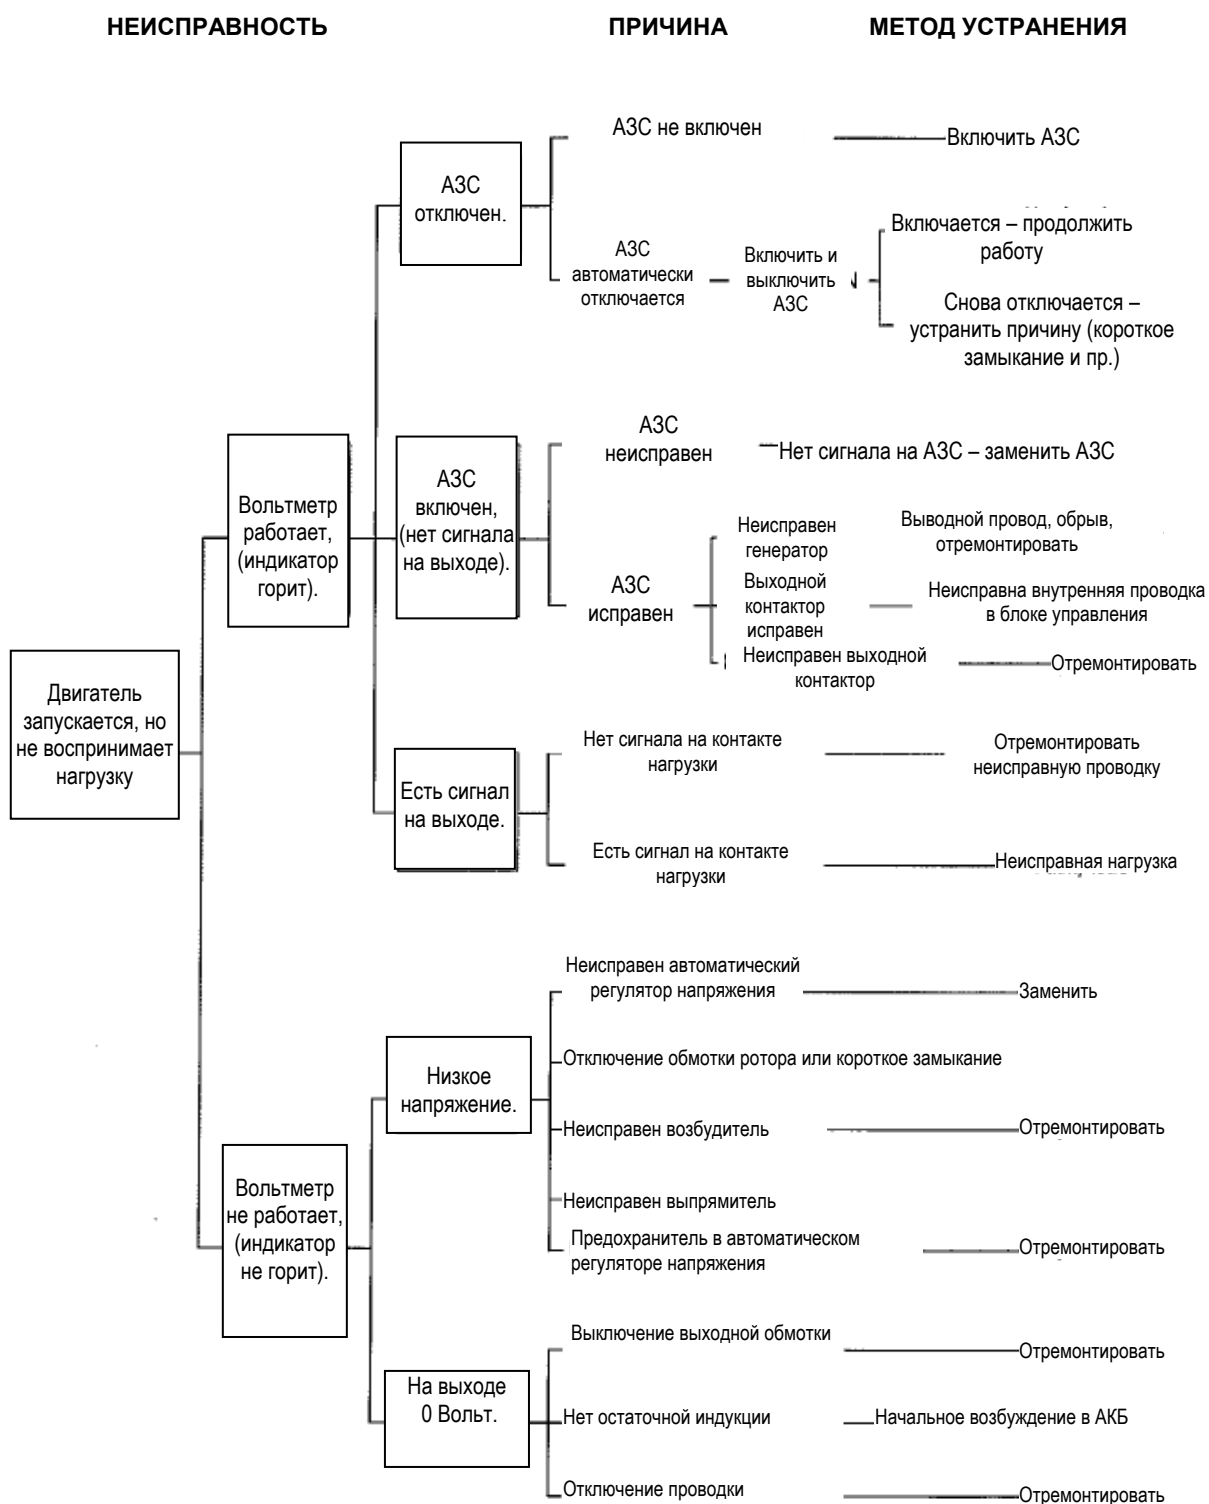 НЕИСПРАВНОСТЬ
ПРИЧИНА
МЕТОД УСТРАНЕНИЯ
АЗС не включен
Включить АЗС
АЗС
отключен.
АЗС
автоматически
отключается
Включить и
выключить
АЗС
Включается – продолжить
работу
Снова отключается –
устранить причину (короткое
замыкание и пр.)
Вольтметр
работает,
(индикатор
горит).
АЗС
включен,
(нет сигнала
на выходе).
АЗС
неисправен
Нет сигнала на АЗС – заменить АЗС
АЗС
исправен
Неисправен
генератор
Выводной провод, обрыв,
отремонтировать
Выходной
контактор
исправен
Неисправна внутренняя проводка
в блоке управления
Неисправен выходной
контактор
Отремонтировать
Двигатель
запускается, но
не воспринимает
нагрузку
Есть сигнал
на выходе.
Нет сигнала на контакте
нагрузки
Отремонтировать
неисправную проводку
Есть сигнал на контакте
нагрузки
Неисправная нагрузка
Вольтметр
не работает,
(индикатор
не горит).
Низкое
напряжение.
Неисправен автоматический
регулятор напряжения
Заменить
Отключение обмотки ротора или короткое замыкание
Неисправен возбудитель
Отремонтировать
Неисправен выпрямитель
Предохранитель в автоматическом
регуляторе напряжения
Отремонтировать
На выходе
0 Вольт.
Выключение выходной обмотки
Отремонтировать
Нет остаточной индукции
Начальное возбуждение в АКБ
Отключение проводки
Отремонтировать